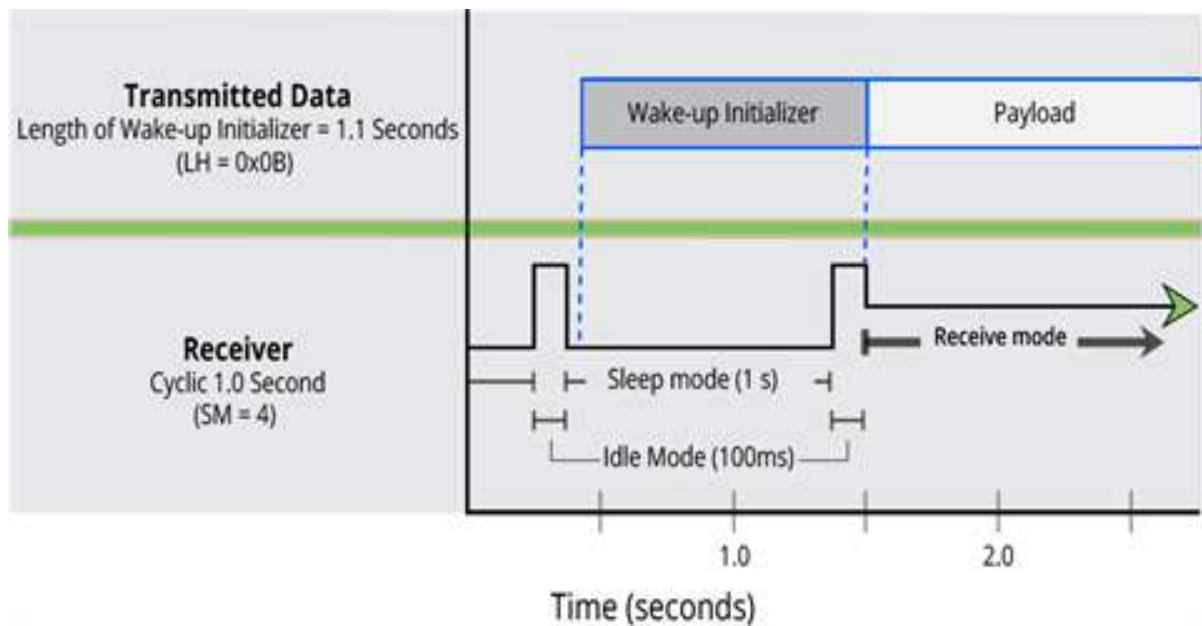 Transmitted Data
Length of Wake-up Initializer = 1.1 Seconds
(LH = 0x0B)
Wake-up Initializer
Payload
Receiver
Cyclic 1.0 Second
(SM = 4)
Receive mode
Sleep mode (1 s)
Idle Mode (100ms)
1.0
2.0
Time (seconds)